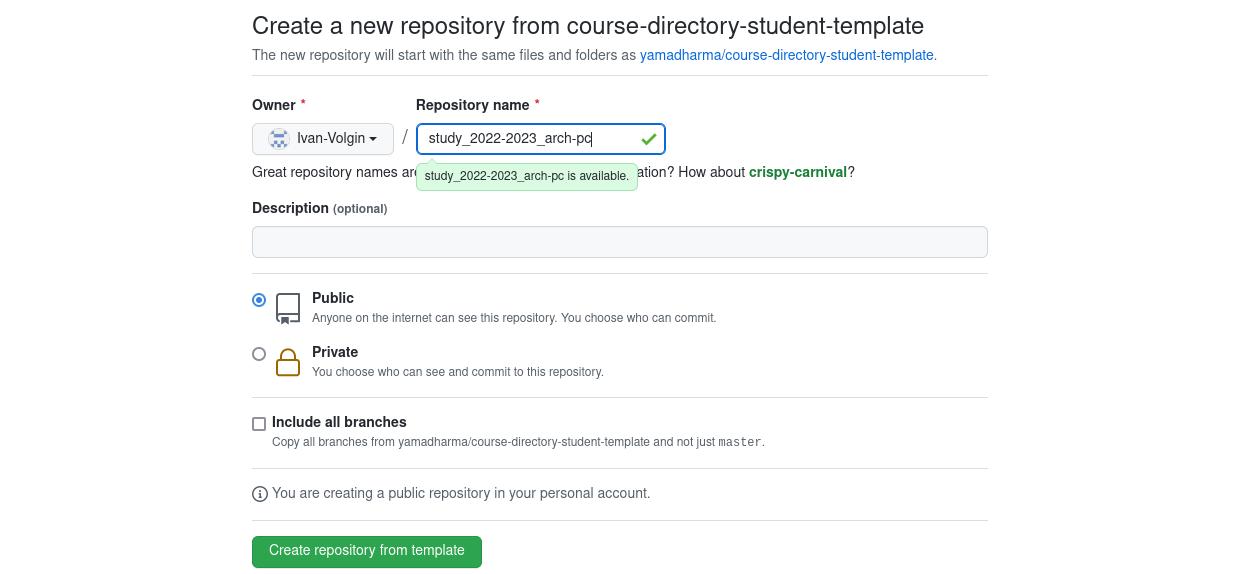 Create a new repository from course-directory-student-template
The new repository will start with the same files and folders as yamadharma/course-directory-student-template.
Owner * Repository name *
Ivan-Volgin / study_2022-2023_arch-pc
Great repository names are ation? How about crispy-carnival?
study_2022-2023_arch-pc is available.
Description (optional)
Public
Anyone on the internet can see this repository. You choose who can commit.
Private
You choose who can see and commit to this repository.
Include all branches
Copy all branches from yamadharma/course-directory-student-template and not just master.
You are creating a public repository in your personal account.
Create repository from template